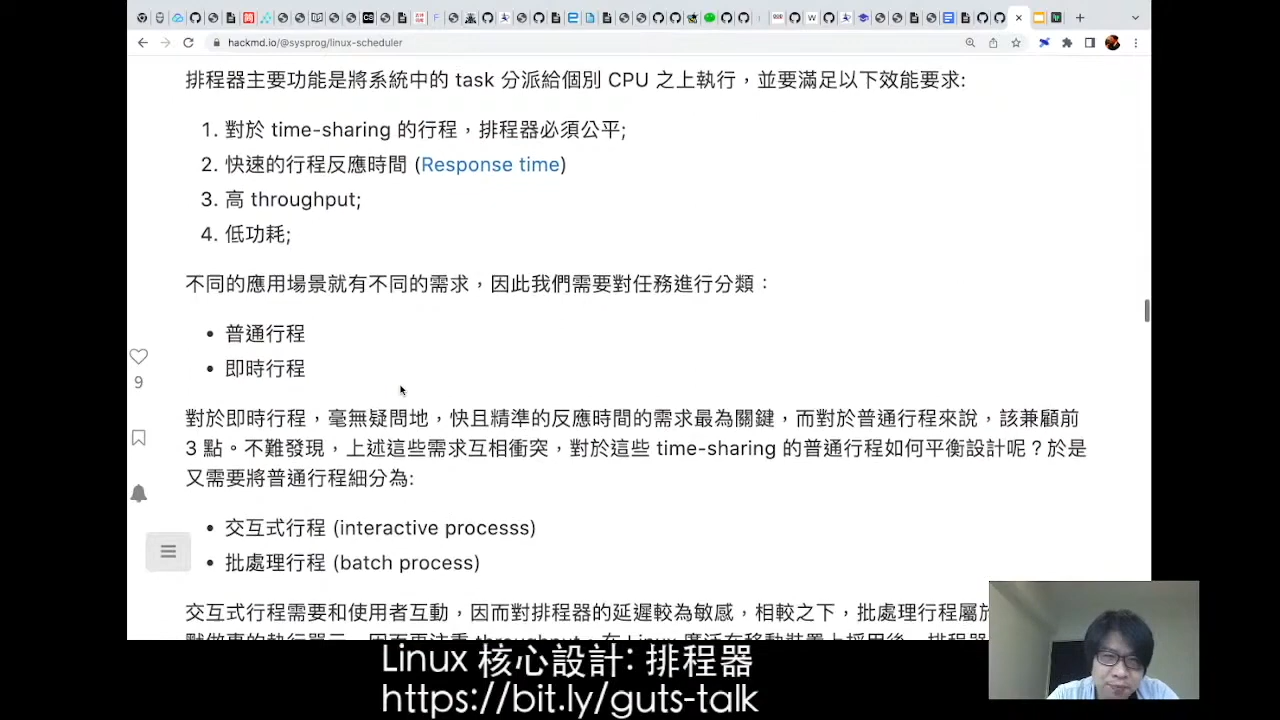 hackmd.io/@sysprog/linux-scheduler
排程器主要功能是將系統中的 task 分派給個別 CPU 之上執行，並要滿足以下效能要求:
1. 對於 time-sharing 的行程，排程器必須公平;
2. 快速的行程反應時間 (Response time)
3. 高 throughput;
4. 低功耗;
不同的應用場景就有不同的需求，因此我們需要對任務進行分類：
• 普通行程
• 即時行程
9
對於即時行程，毫無疑問地，快且精準的反應時間的需求最為關鍵，而對於普通行程來說，該兼顧前
3 點。不難發現，上述這些需求互相衝突，對於這些 time-sharing 的普通行程如何平衡設計呢？於是
又需要將普通行程細分為:
• 交互式行程 (interactive processs)
• 批處理行程 (batch process)
交互式行程需要和使用者互動，因而對排程器的延遲較為敏感，相較之下，批處理行程屬於
Linux 核心設計: 排程器
https://bit.ly/guts-talk